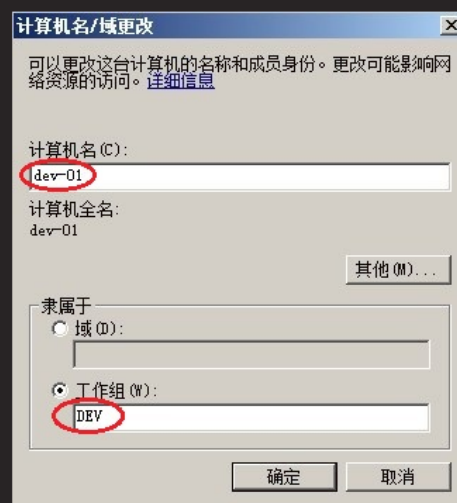 计算机名/域更改
可以更改这台计算机的名称和成员身份。更改可能影响网
络资源的访问。详细信息
计算机名(C):
dev-01
计算机全名:
dev-01
其他(M)...
隶属于
域(D):
工作组(W):
DEV
确定
取消